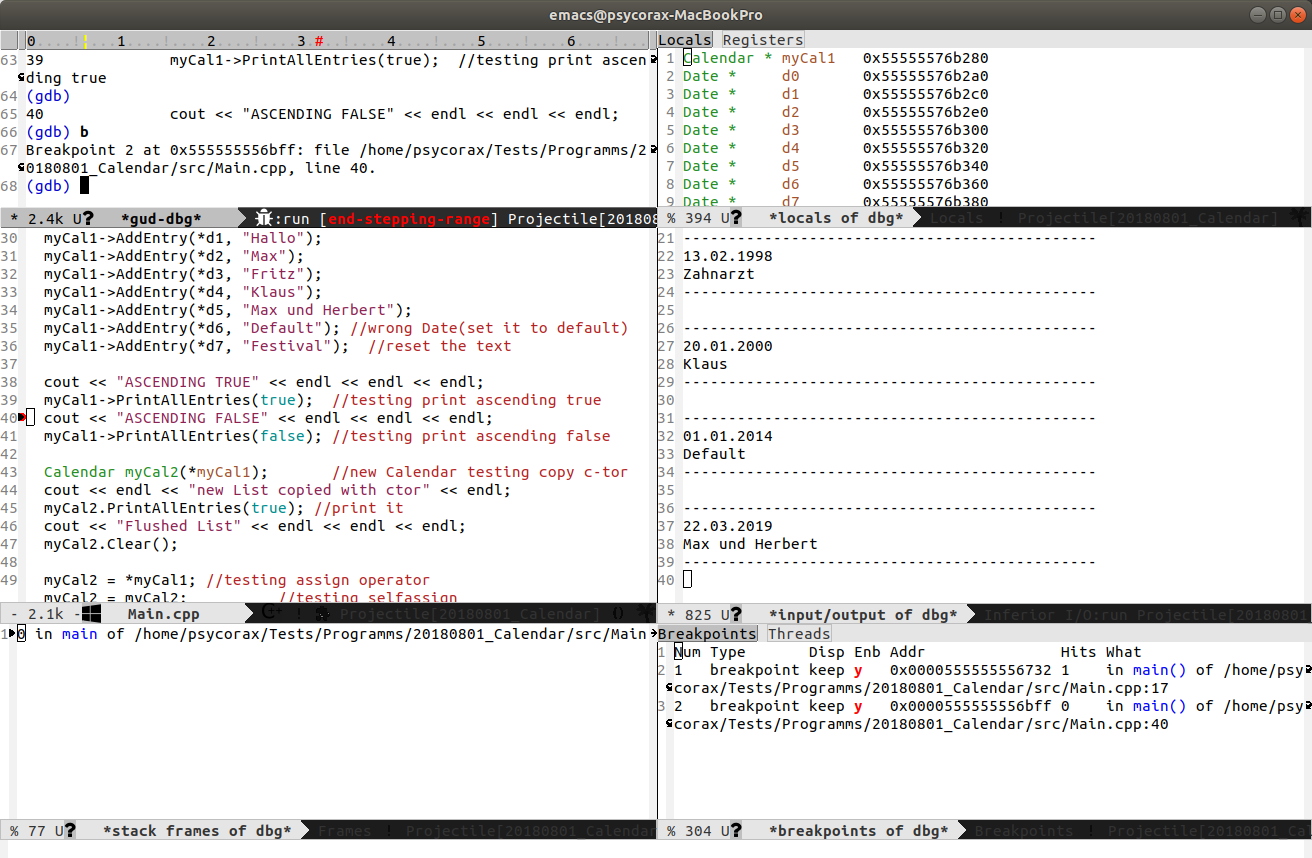 emacs@psycorax-MacBookPro
0 1 2 3 # 4 5 6
63 39 myCal1->PrintAllEntries(true); //testing print ascen
ding true
64 (gdb)
65 40 cout << "ASCENDING FALSE" << endl << endl << endl;
66 (gdb) b
67 Breakpoint 2 at 0x555555556bff: file /home/psycorax/Tests/Programms/2
0180801_Calendar/src/Main.cpp, line 40.
68 (gdb)
* 2.4k U? *gud-dbg* :run [end-stepping-range] Projectile[201808
Locals Registers
1 Calendar * myCal1 0x55555576b280
2 Date * d0 0x55555576b2a0
3 Date * d1 0x55555576b2c0
4 Date * d2 0x55555576b2e0
5 Date * d3 0x55555576b300
6 Date * d4 0x55555576b320
7 Date * d5 0x55555576b340
8 Date * d6 0x55555576b360
9 Date * d7 0x55555576b380
% 394 U? *locals of dbg* Locals ! Projectile[20180801_Calendar]
30 myCal1->AddEntry(*d1, "Hallo");
31 myCal1->AddEntry(*d2, "Max");
32 myCal1->AddEntry(*d3, "Fritz");
33 myCal1->AddEntry(*d4, "Klaus");
34 myCal1->AddEntry(*d5, "Max und Herbert");
35 myCal1->AddEntry(*d6, "Default"); //wrong Date(set it to default)
36 myCal1->AddEntry(*d7, "Festival"); //reset the text
37
38 cout << "ASCENDING TRUE" << endl << endl << endl;
39 myCal1->PrintAllEntries(true); //testing print ascending true
40 cout << "ASCENDING FALSE" << endl << endl << endl;
41 myCal1->PrintAllEntries(false); //testing print ascending false
42
43 Calendar myCal2(*myCal1); //new Calendar testing copy c-tor
44 cout << endl << "new List copied with ctor" << endl;
45 myCal2.PrintAllEntries(true); //print it
46 cout << "Flushed List" << endl << endl << endl;
47 myCal2.Clear();
48
49 myCal2 = *myCal1; //testing assign operator
myCal2 = myCal2; //testing selfassign
- 2.1k - Main.cpp C++ ! Projectile[20180801_Calendar] ()
21 ----------------------------------------------
22 13.02.1998
23 Zahnarzt
24 ----------------------------------------------
25
26 ----------------------------------------------
27 20.01.2000
28 Klaus
29 ----------------------------------------------
30
31 ----------------------------------------------
32 01.01.2014
33 Default
34 ----------------------------------------------
35
36 ----------------------------------------------
37 22.03.2019
38 Max und Herbert
39 ----------------------------------------------
40
* 825 U? *input/output of dbg* Inferior I/O:run Projectile[2018080
1 0 in main of /home/psycorax/Tests/Programms/20180801_Calendar/src/Main
% 77 U? *stack frames of dbg* Frames ! Projectile[20180801_Calendar
Breakpoints Threads
1 Num Type Disp Enb Addr Hits What
2 1 breakpoint keep y 0x0000555555556732 1 in main() of /home/psy
corax/Tests/Programms/20180801_Calendar/src/Main.cpp:17
3 2 breakpoint keep y 0x0000555555556bff 0 in main() of /home/psy
corax/Tests/Programms/20180801_Calendar/src/Main.cpp:40
% 304 U? *breakpoints of dbg* Breakpoints ! Projectile[20180801_Ca